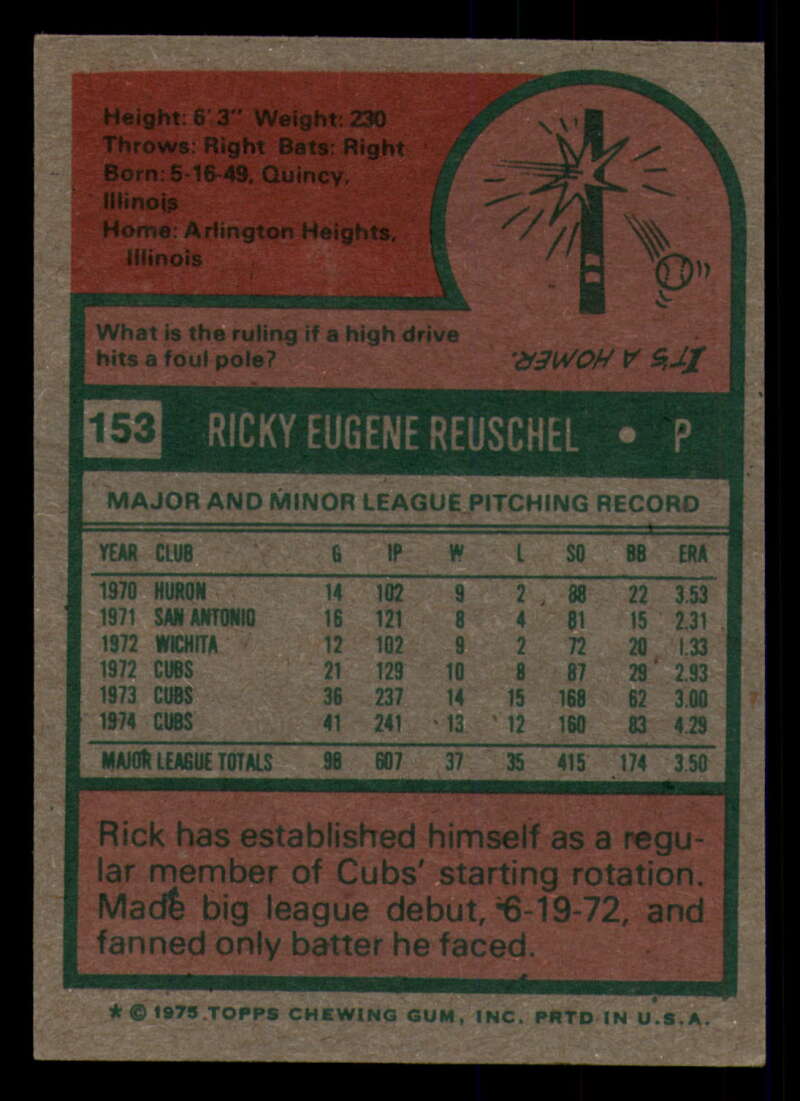 Height: 6' 3" Weight: 230
Throws: Right Bats: Right
Born: 5-16-49, Quincy,
Illinois
Home: Arlington Heights,
Illinois
What is the ruling if a high drive
hits a foul pole?
IT'S A HOMER.
153 RICKY EUGENE REUSCHEL • P
MAJOR AND MINOR LEAGUE PITCHING RECORD
YEAR CLUB G IP W L SO BB ERA
1970 HURON 14 102 9 2 88 22 3.53
1971 SAN ANTONIO 16 121 8 4 81 15 2.31
1972 WICHITA 12 102 9 2 72 20 1.33
1972 CUBS 21 129 10 8 87 29 2.93
1973 CUBS 36 237 14 15 168 62 3.00
1974 CUBS 41 241 13 12 160 83 4.29
MAJOR LEAGUE TOTALS 98 607 37 35 415 174 3.50
Rick has established himself as a regu-
lar member of Cubs' starting rotation.
Made big league debut, 6-19-72, and
fanned only batter he faced.
* © 1975 TOPPS CHEWING GUM, INC. PRTD IN U.S.A.